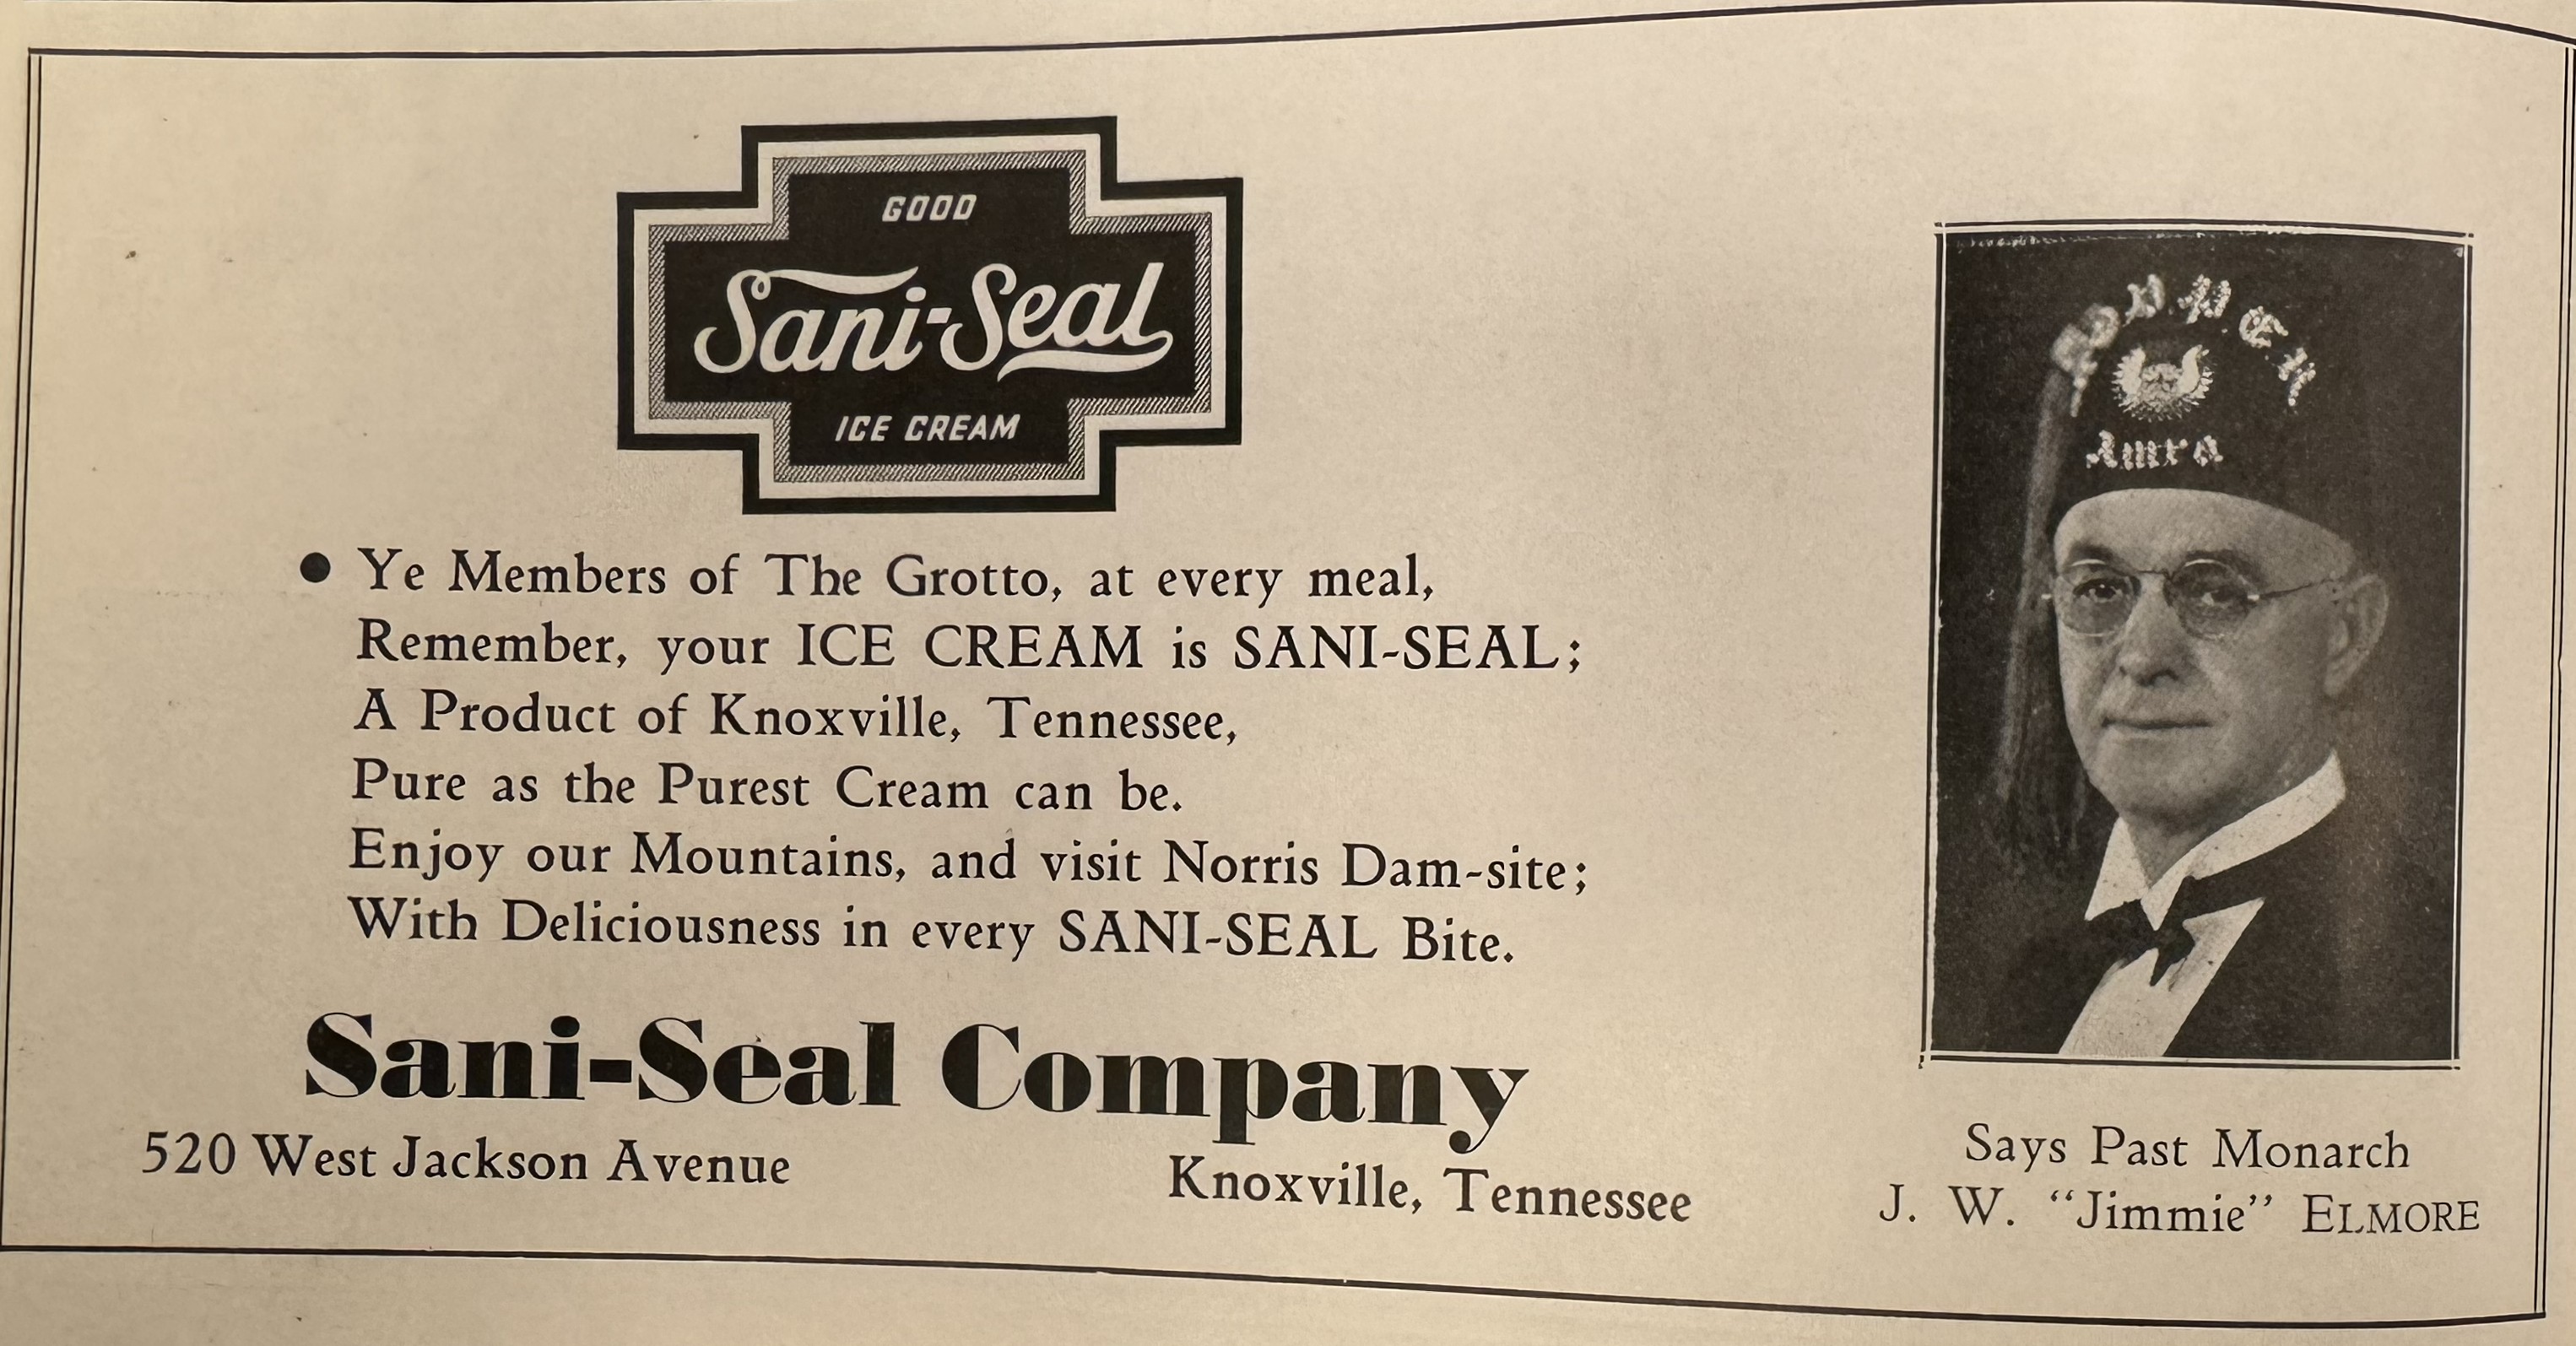 GOOD
Sani-Seal
ICE CREAM
● Ye Members of The Grotto, at every meal,
Remember, your ICE CREAM is SANI-SEAL;
A Product of Knoxville, Tennessee,
Pure as the Purest Cream can be.
Enjoy our Mountains, and visit Norris Dam-site;
With Deliciousness in every SANI-SEAL Bite.
Sani-Seal Company
520 West Jackson Avenue
Knoxville, Tennessee
Amra
Says Past Monarch
J. W. “Jimmie” ELMORE